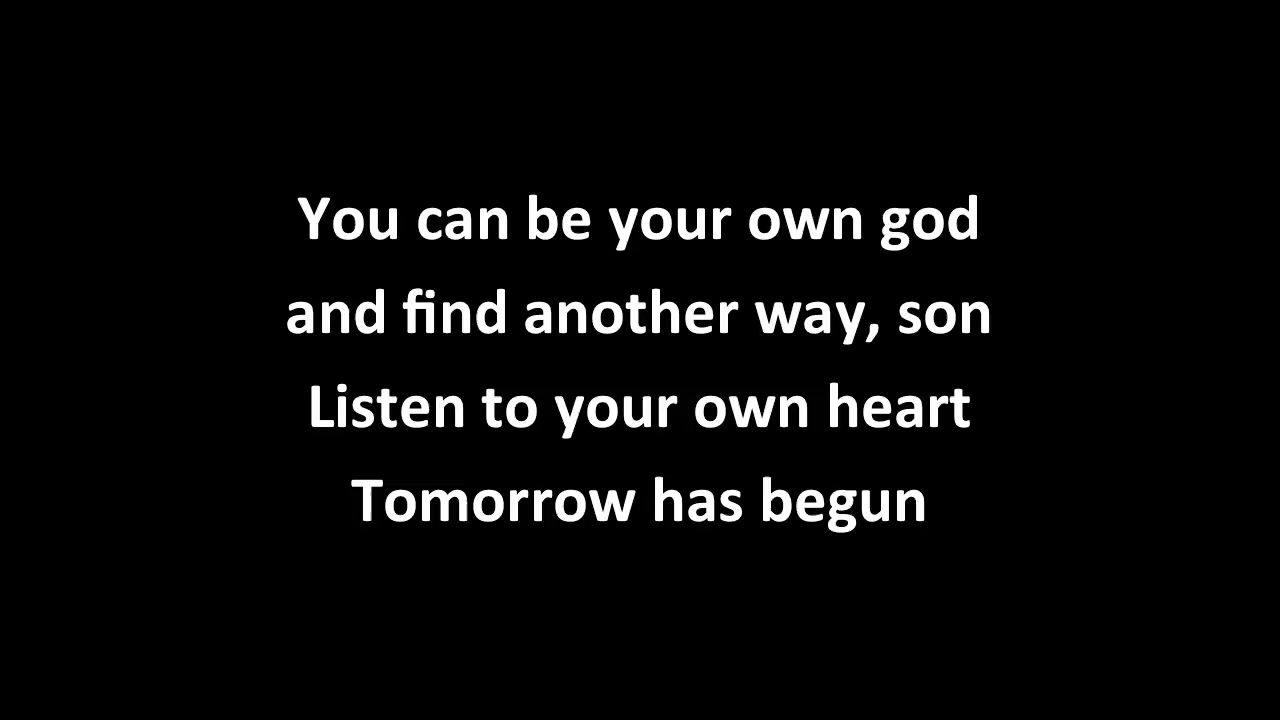 You can be your own god
and find another way, son
Listen to your own heart
Tomorrow has begun